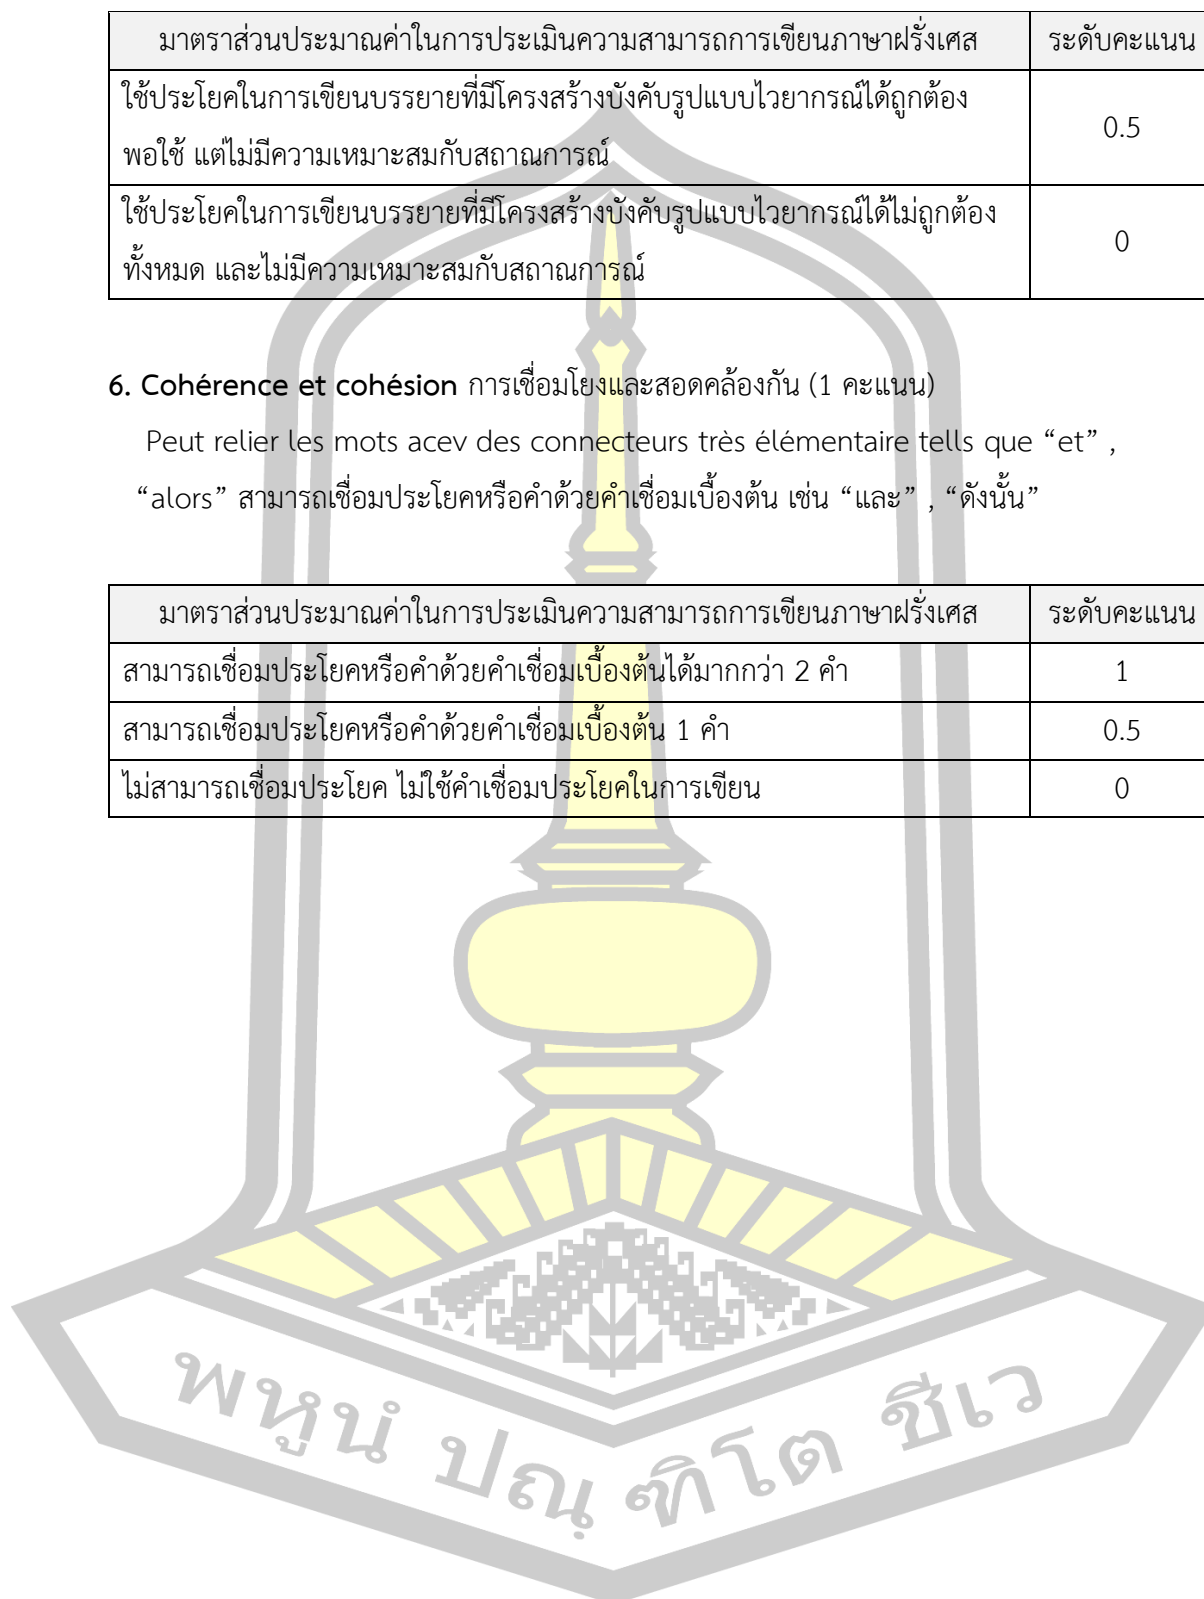 มาตราส่วนประมาณค่าในการประเมินความสามารถการเขียนภาษาฝรั่งเศส ระดับคะแนน
ใช้ประโยคในการเขียนบรรยายที่มีโครงสร้างบังคับรูปแบบไวยากรณ์ได้ถูกต้อง
พอใช้ แต่ไม่มีความเหมาะสมกับสถาณการณ์ 0.5
ใช้ประโยคในการเขียนบรรยายที่มีโครงสร้างบังคับรูปแบบไวยากรณ์ได้ไม่ถูกต้อง
ทั้งหมด และไม่มีความเหมาะสมกับสถาณการณ์ 0
6. Cohérence et cohésion การเชื่อมโยงและสอดคล้องกัน (1 คะแนน)
Peut relier les mots acev des connecteurs très élémentaire tells que “et” ,
“alors” สามารถเชื่อมประโยคหรือคำด้วยคำเชื่อมเบื้องต้น เช่น “และ” , “ดังนั้น”
มาตราส่วนประมาณค่าในการประเมินความสามารถการเขียนภาษาฝรั่งเศส ระดับคะแนน
สามารถเชื่อมประโยคหรือคำด้วยคำเชื่อมเบื้องต้นได้มากกว่า 2 คำ 1
สามารถเชื่อมประโยคหรือคำด้วยคำเชื่อมเบื้องต้น 1 คำ 0.5
ไม่สามารถเชื่อมประโยค ไม่ใช้คำเชื่อมประโยคในการเขียน 0
พหูนํ ปณฺฑิโต ชีเว